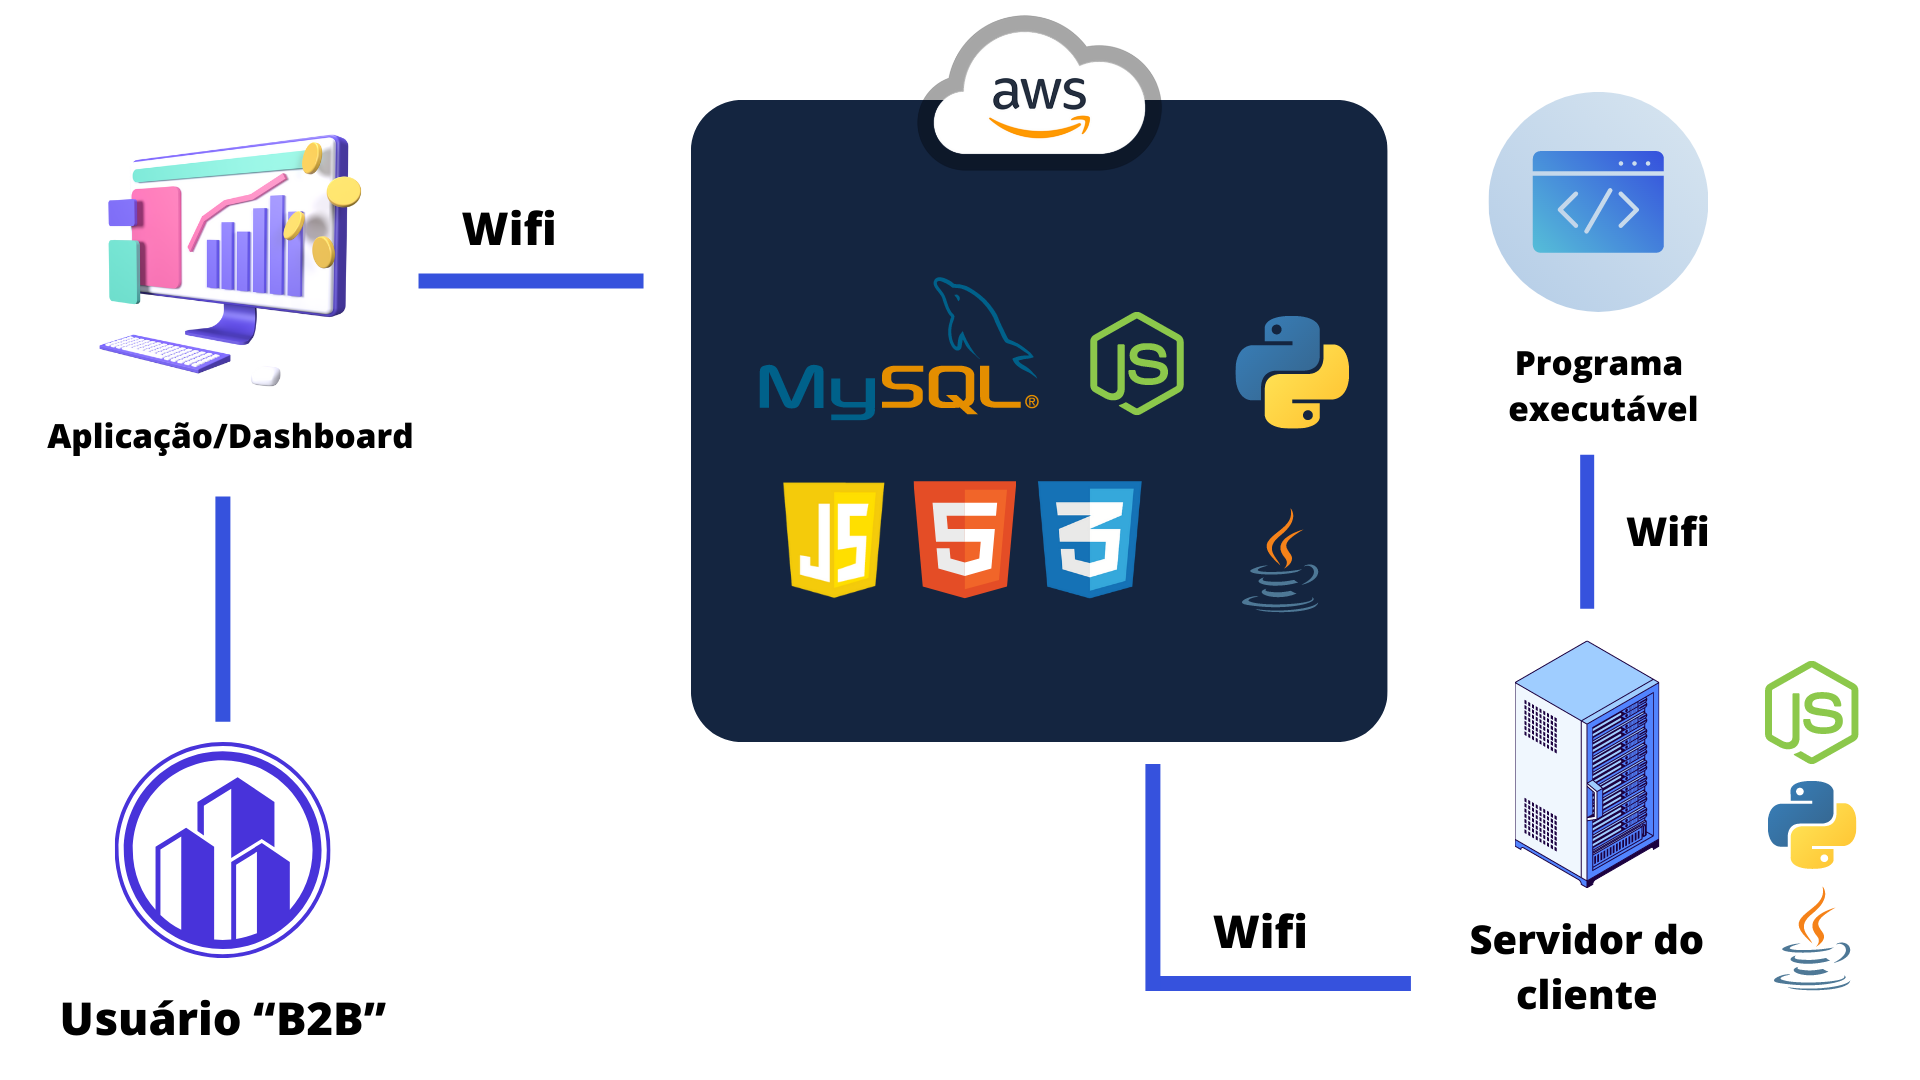 aws
Wifi
MySQL®
JS
Programa
executável
Aplicação/Dashboard
JS
5
3
Wifi
JS
Wifi
Servidor do
cliente
Usuário “B2B”